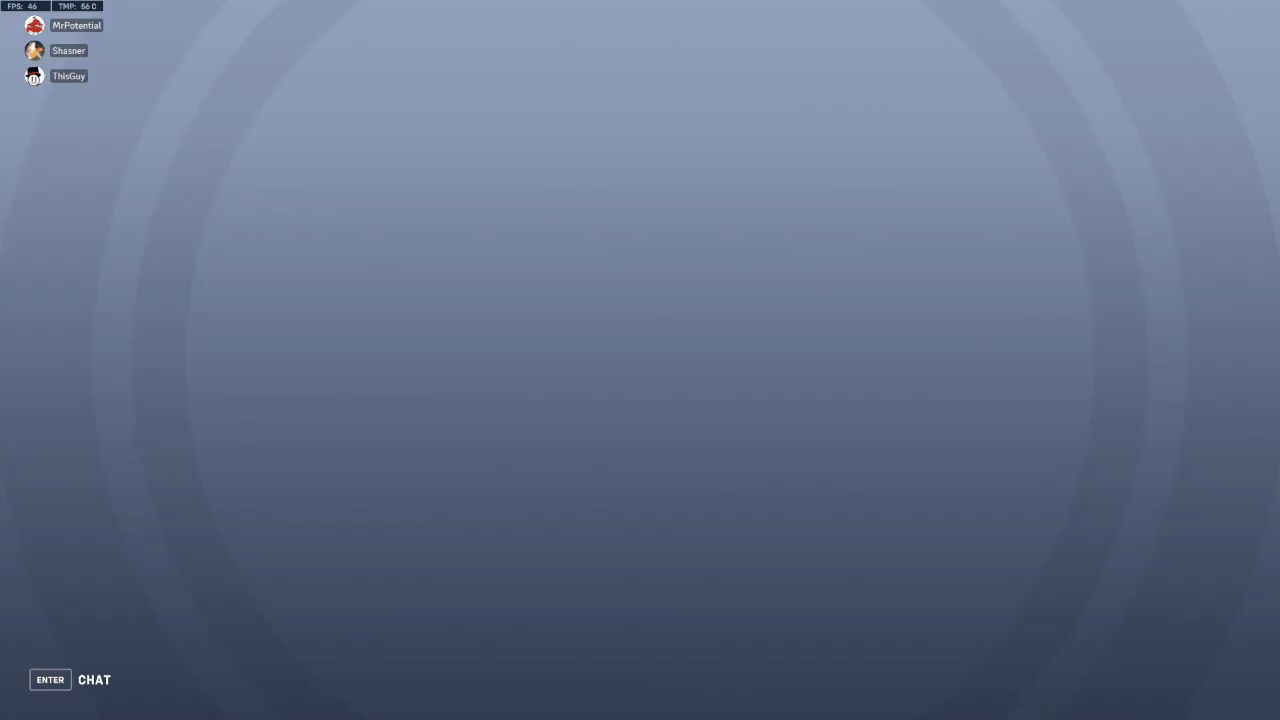 FPS: 46 TMP: 56 C
MrPotential
Shasner
ThisGuy
ENTER CHAT